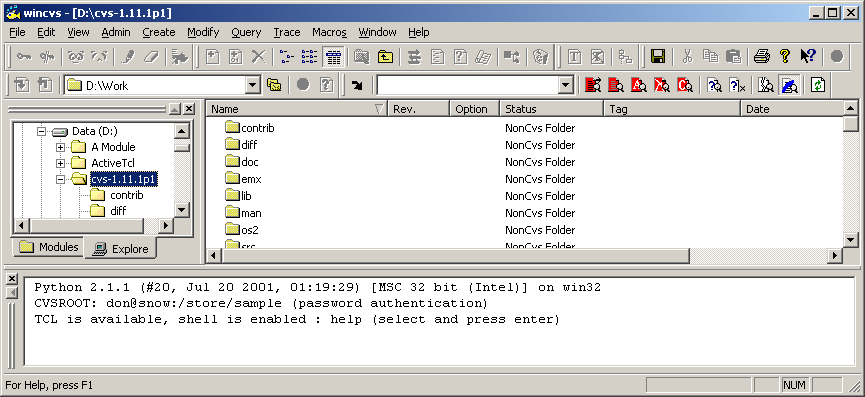 wincvs - [D:\cvs-1.11.1p1]
File Edit View Admin Create Modify Query Trace Macros Window Help
D:\Work
Name Rev. Option Status Tag Date
Data (D:)
A Module
ActiveTcl
cvs-1.11.1p1
contrib
diff
Modules Explore
contrib NonCvs Folder
diff NonCvs Folder
doc NonCvs Folder
emx NonCvs Folder
lib NonCvs Folder
man NonCvs Folder
os2 NonCvs Folder
src NonCvs Folder
Python 2.1.1 (#20, Jul 20 2001, 01:19:29) [MSC 32 bit (Intel)] on win32
CVSROOT: don@snow:/store/sample (password authentication)
TCL is available, shell is enabled : help (select and press enter)
For Help, press F1 NUM